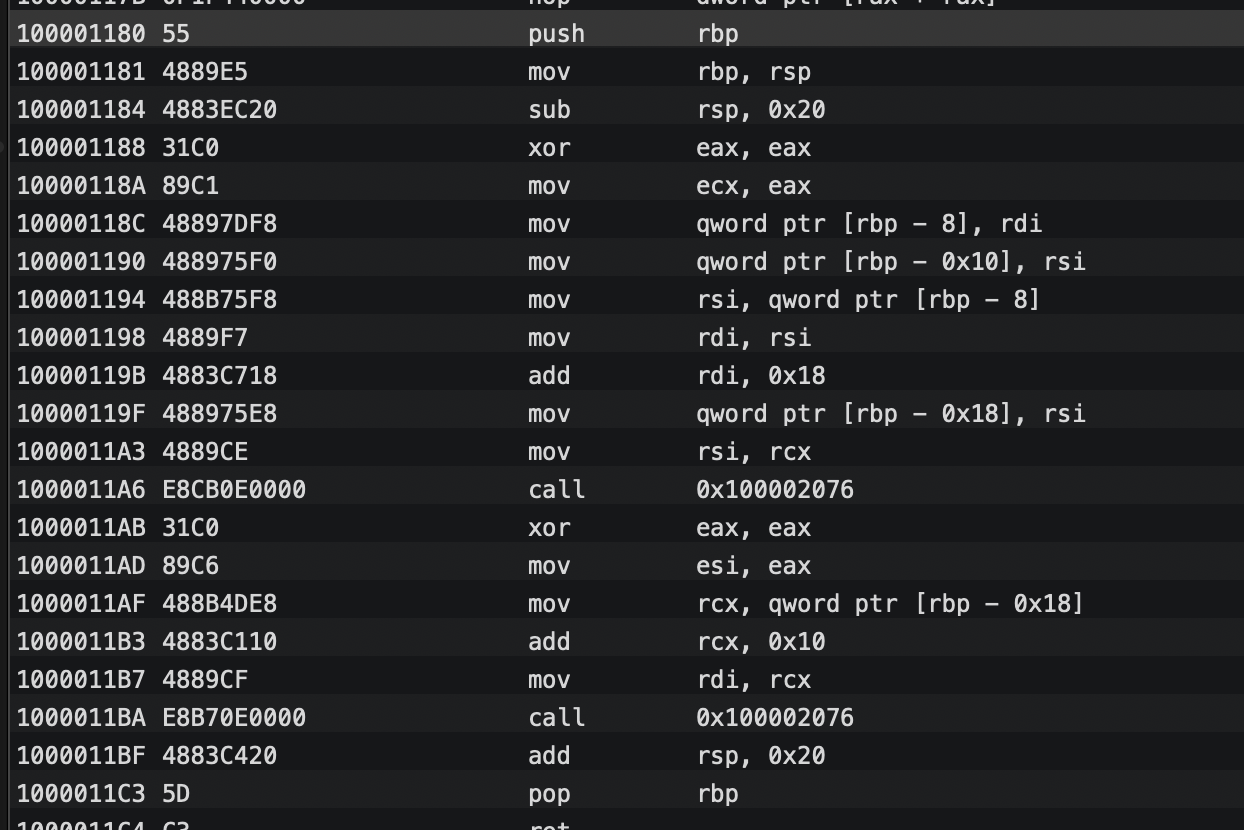 100001180 55 push rbp
100001181 4889E5 mov rbp, rsp
100001184 4883EC20 sub rsp, 0x20
100001188 31C0 xor eax, eax
10000118A 89C1 mov ecx, eax
10000118C 48897DF8 mov qword ptr [rbp – 8], rdi
100001190 488975F0 mov qword ptr [rbp – 0x10], rsi
100001194 488B75F8 mov rsi, qword ptr [rbp – 8]
100001198 4889F7 mov rdi, rsi
10000119B 4883C718 add rdi, 0x18
10000119F 488975E8 mov qword ptr [rbp – 0x18], rsi
1000011A3 4889CE mov rsi, rcx
1000011A6 E8CB0E0000 call 0x100002076
1000011AB 31C0 xor eax, eax
1000011AD 89C6 mov esi, eax
1000011AF 488B4DE8 mov rcx, qword ptr [rbp – 0x18]
1000011B3 4883C110 add rcx, 0x10
1000011B7 4889CF mov rdi, rcx
1000011BA E8B70E0000 call 0x100002076
1000011BF 4883C420 add rsp, 0x20
1000011C3 5D pop rbp
1000011C4 C3 ret